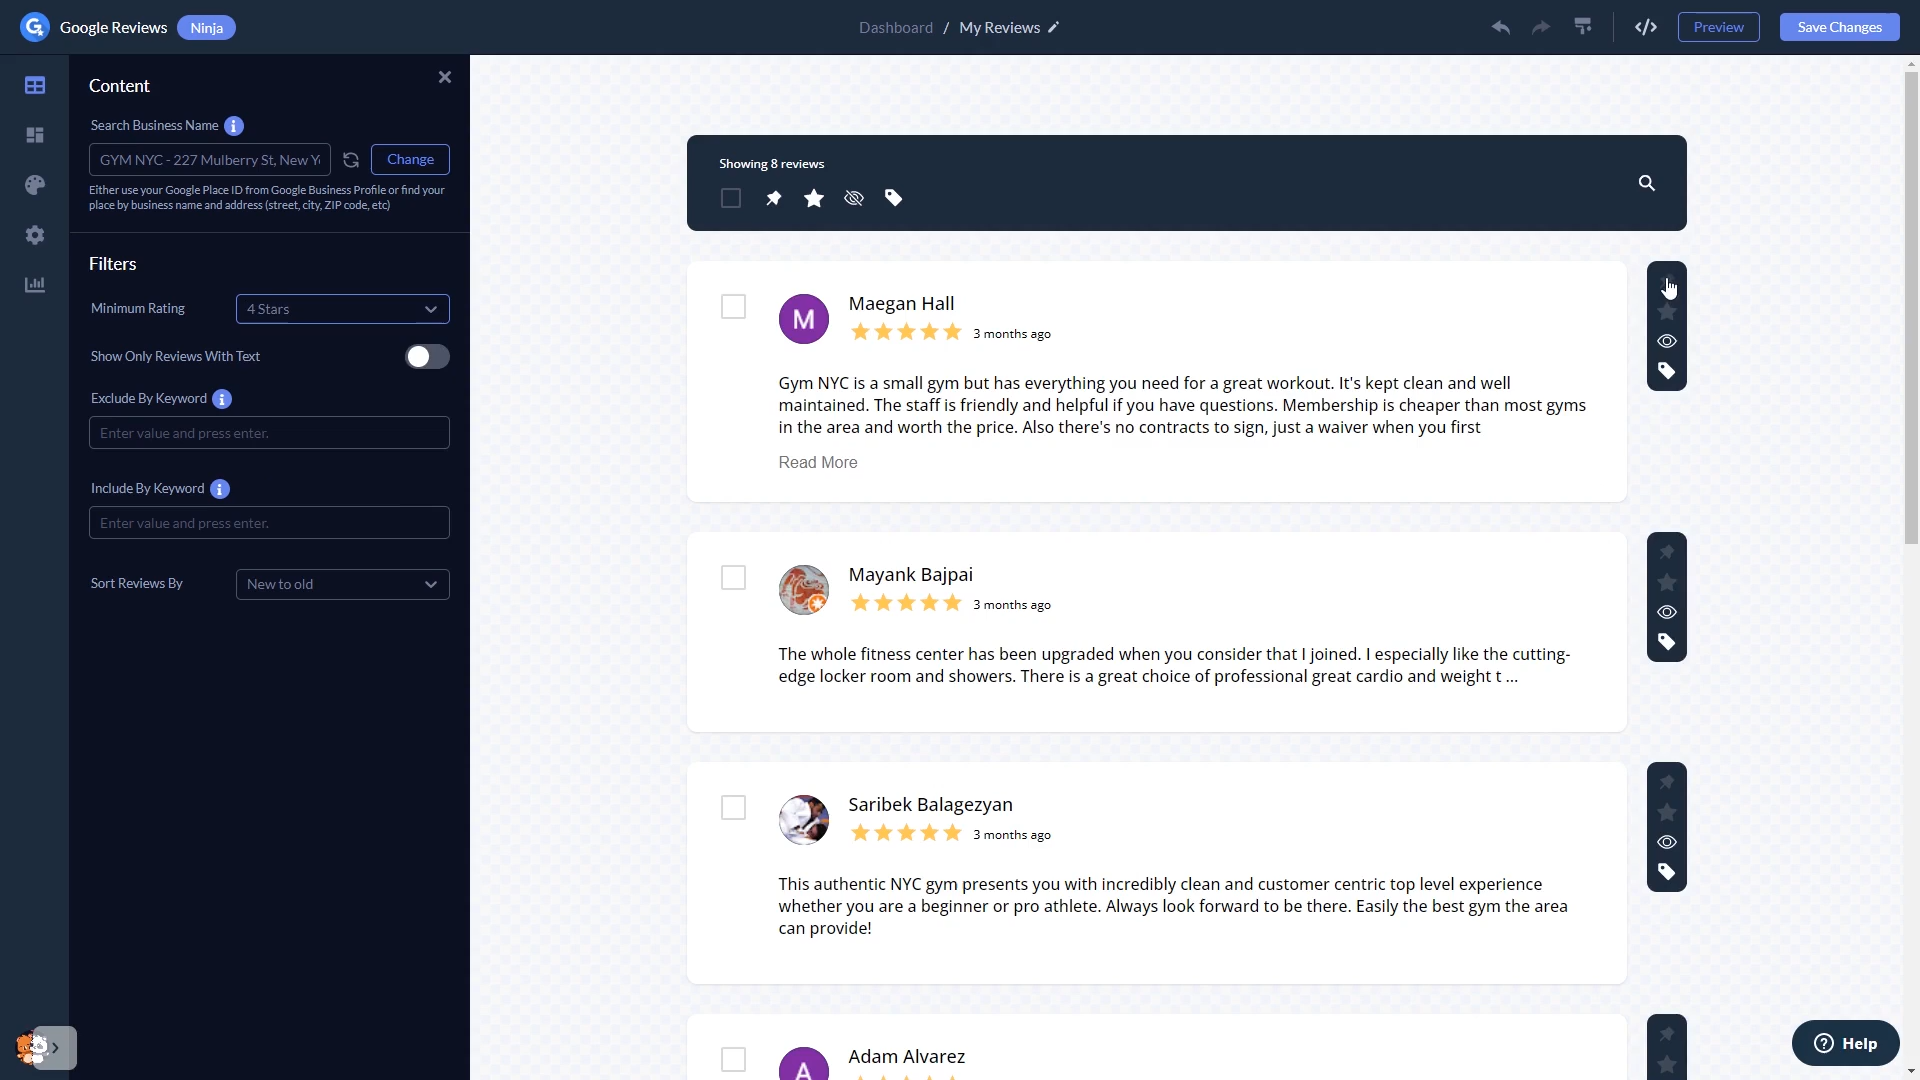 Google Reviews Ninja
Dashboard / My Reviews
Preview
Save Changes
Content
Search Business Name
GYM NYC - 227 Mulberry St, New Y
Change
Either use your Google Place ID from Google Business Profile or find your
place by business name and address (street, city, ZIP code, etc)
Filters
Minimum Rating
4 Stars
Show Only Reviews With Text
Exclude By Keyword
Enter value and press enter.
Include By Keyword
Enter value and press enter.
Sort Reviews By
New to old
Showing 8 reviews
M
Maegan Hall
3 months ago
Gym NYC is a small gym but has everything you need for a great workout. It's kept clean and well
maintained. The staff is friendly and helpful if you have questions. Membership is cheaper than most gyms
in the area and worth the price. Also there's no contracts to sign, just a waiver when you first
Read More
Mayank Bajpai
3 months ago
The whole fitness center has been upgraded when you consider that I joined. I especially like the cutting-
edge locker room and showers. There is a great choice of professional great cardio and weight t ...
Saribek Balagezyan
3 months ago
This authentic NYC gym presents you with incredibly clean and customer centric top level experience
whether you are a beginner or pro athlete. Always look forward to be there. Easily the best gym the area
can provide!
A
Adam Alvarez
Help